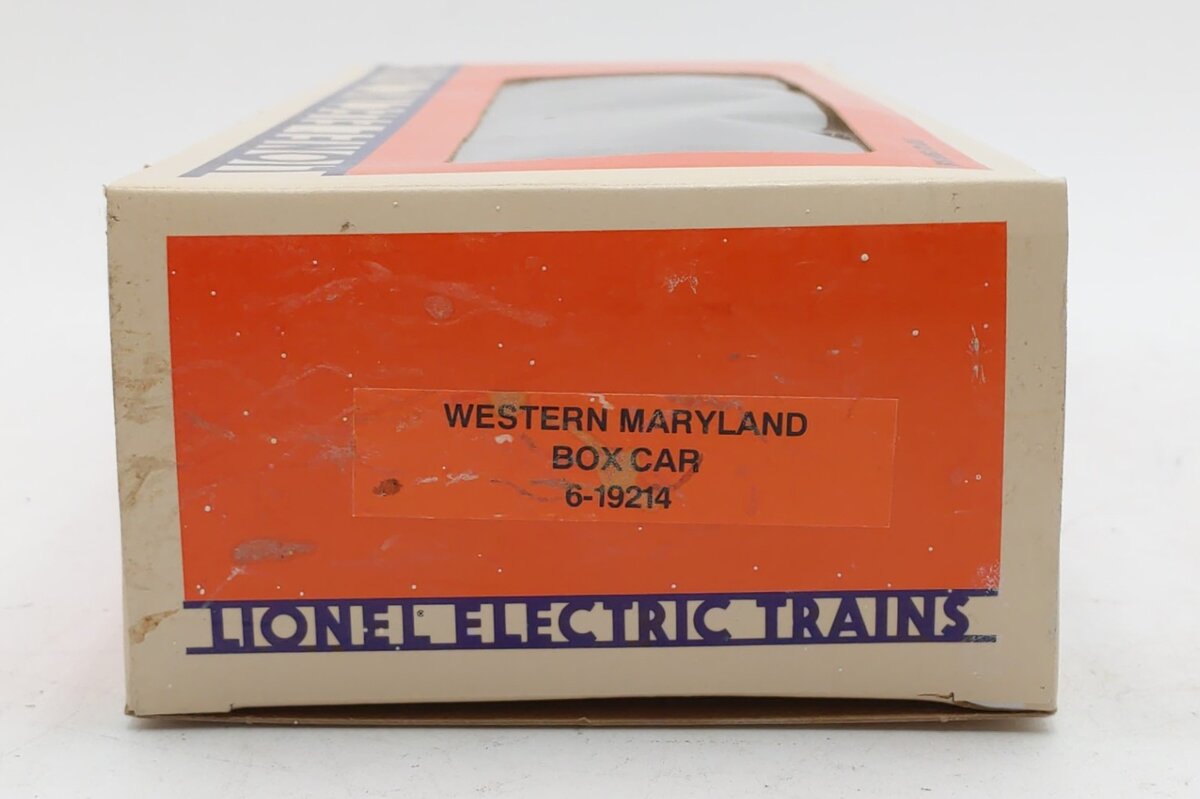 WESTERN MARYLAND
BOX CAR
6-19214
LIONEL® ELECTRIC TRAINS